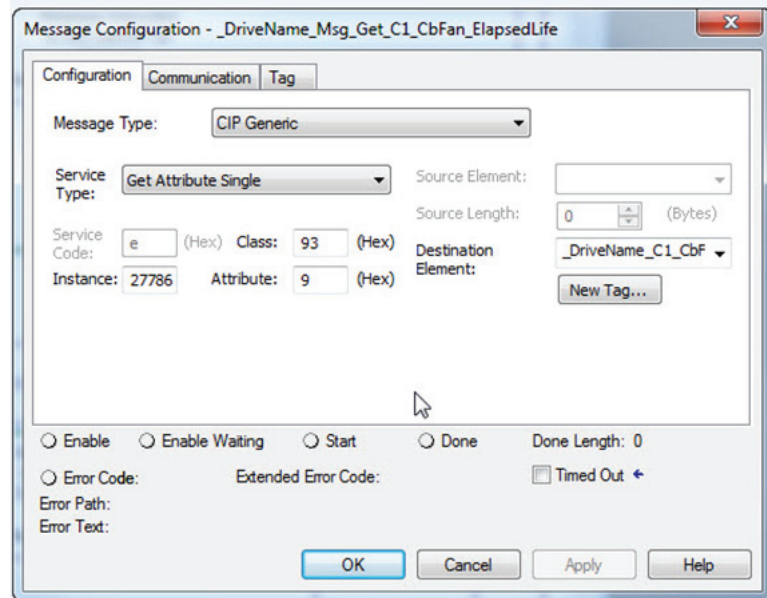 Message Configuration - _DriveName_Msg_Get_C1_CbFan_ElapsedLife
X
Configuration Communication Tag
Message Type: CIP Generic
Service Type: Get Attribute Single
Source Element:
Source Length: 0 (Bytes)
Service Code: e (Hex) Class: 93 (Hex)
Destination Element: _DriveName_C1_CbF
Instance: 27786 Attribute: 9 (Hex)
New Tag...
Enable Enable Waiting Start Done Done Length: 0
Error Code: Extended Error Code: Timed Out
Error Path:
Error Text:
OK Cancel Apply Help